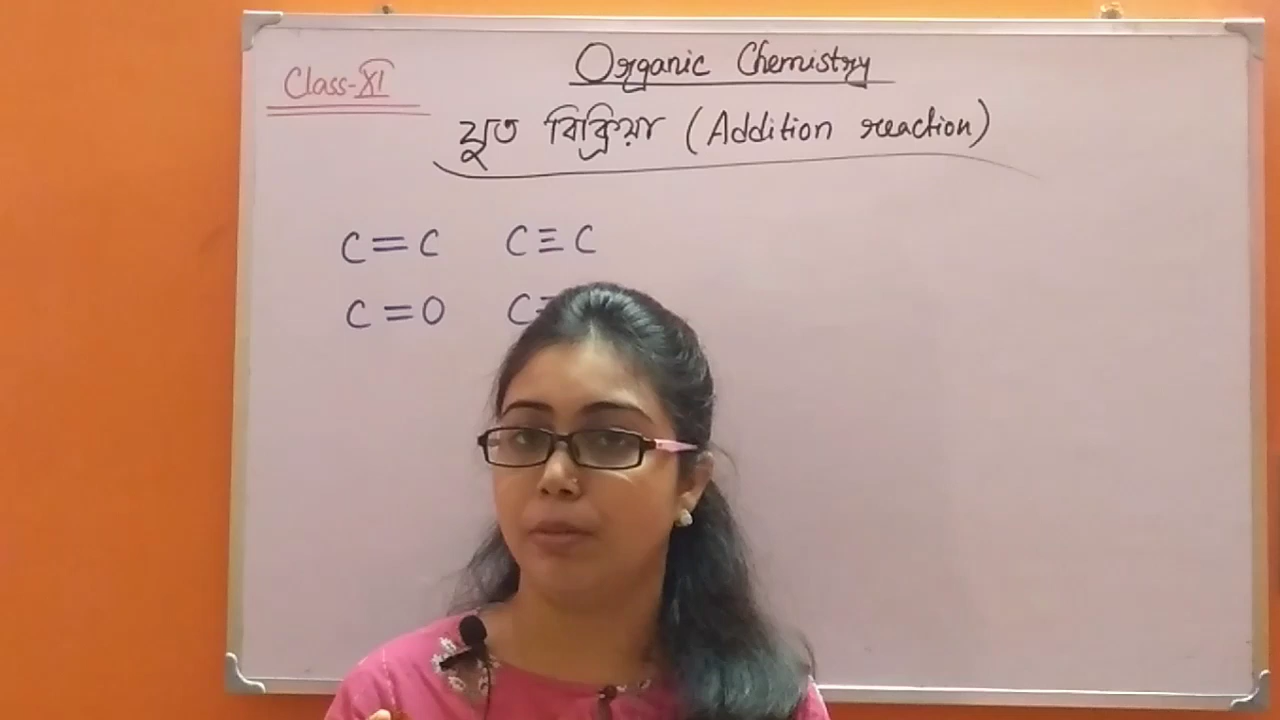 Organic Chemistry
Class-XI
যুত বিক্রিয়া (Addition reaction)
C=C C≡C
C=O C